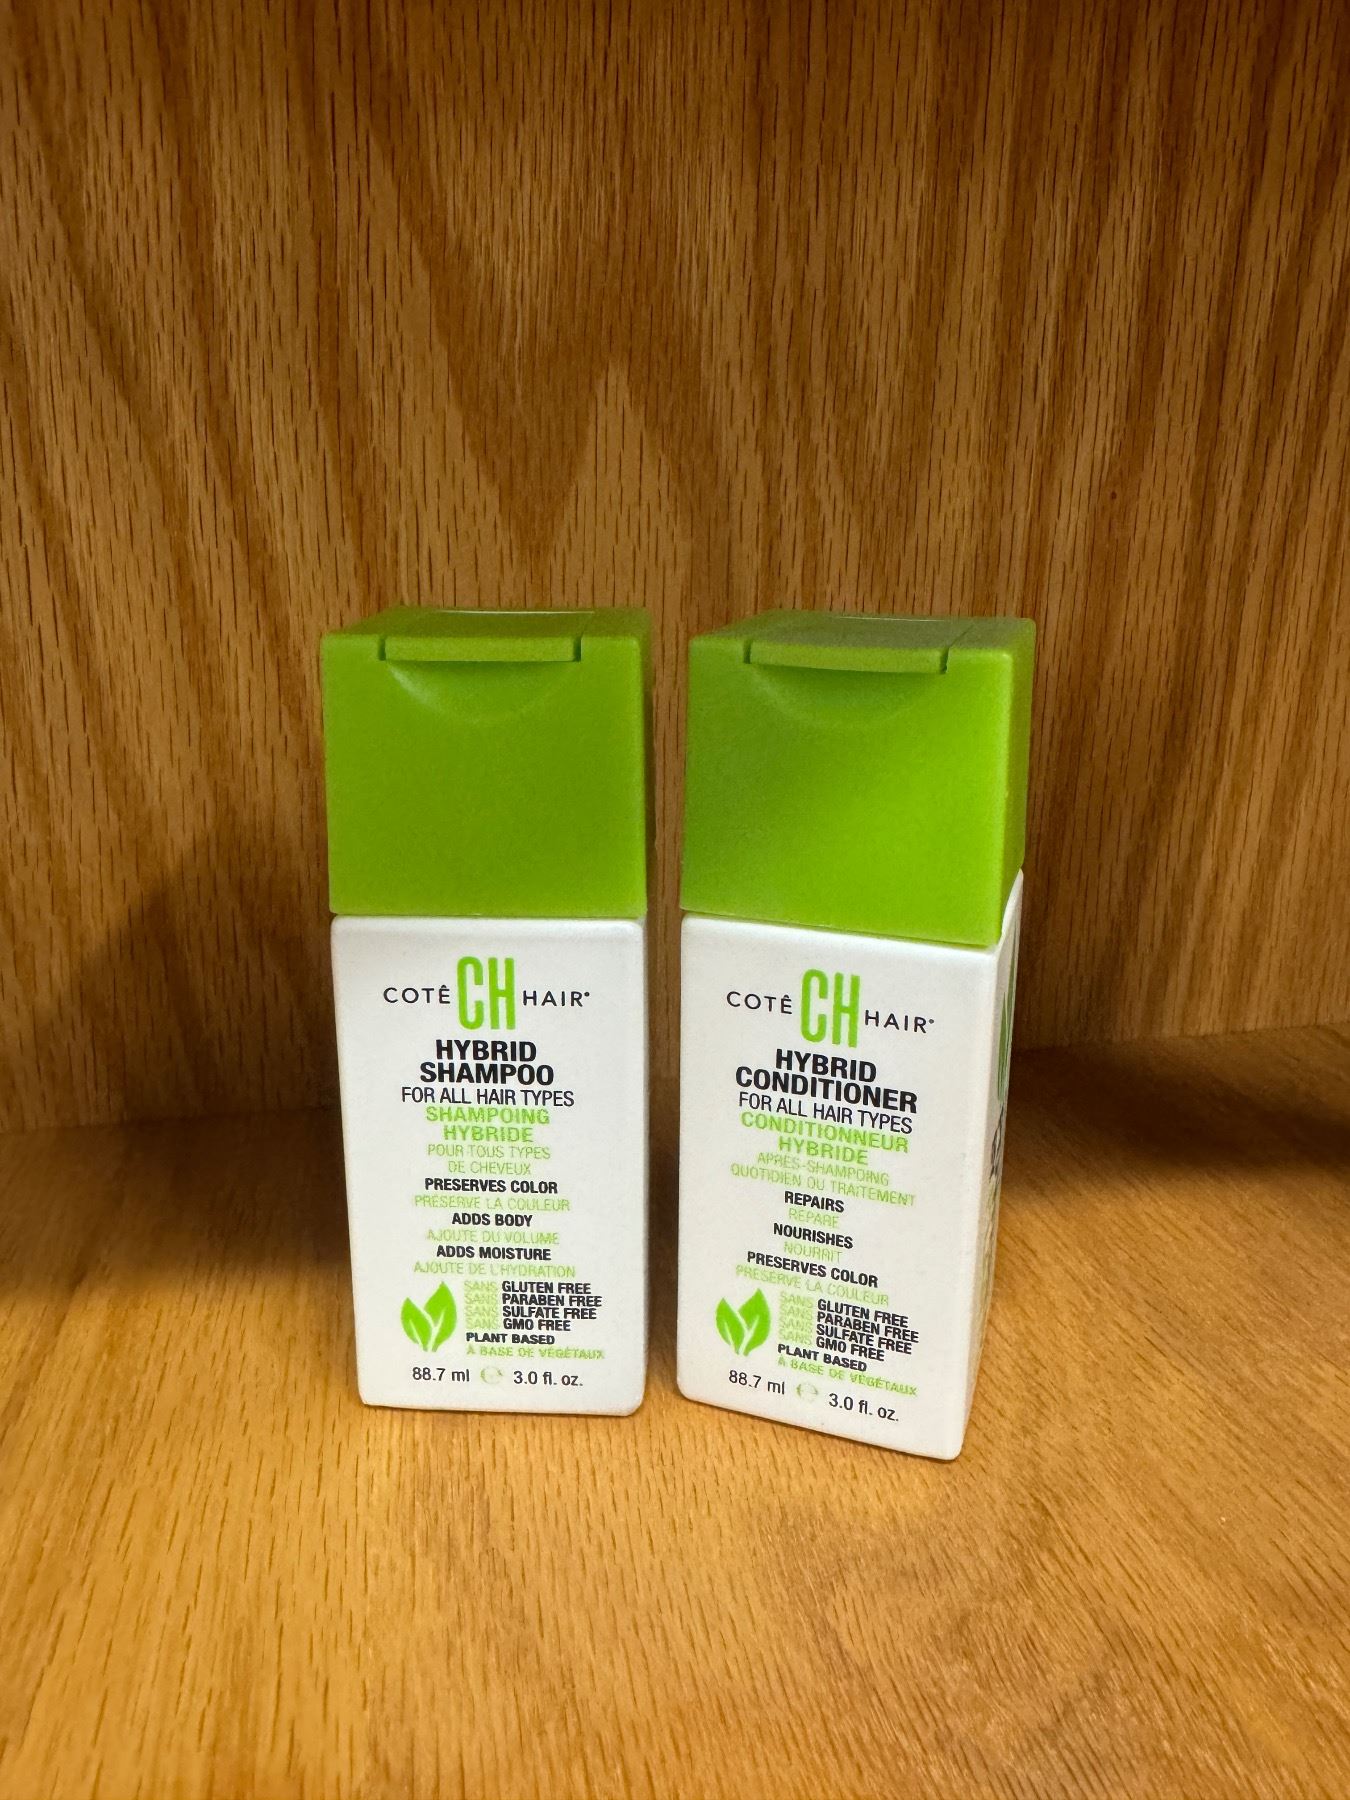 COTÊ CH HAIR®
HYBRID
SHAMPOO
FOR ALL HAIR TYPES
SHAMPOING
HYBRIDE
POUR TOUS TYPES
DE CHEVEUX
PRESERVES COLOR
PRÉSERVE LA COULEUR
ADDS BODY
AJOUTE DU VOLUME
ADDS MOISTURE
AJOUTE DE L'HYDRATION
SANS GLUTEN FREE
SANS PARABEN FREE
SANS SULFATE FREE
SANS GMO FREE
PLANT BASED
À BASE DE VÉGÉTAUX
88.7 ml e 3.0 fl. oz.
COTÊ CH HAIR®
HYBRID
CONDITIONER
FOR ALL HAIR TYPES
CONDITIONNEUR
HYBRIDE
APRÈS-SHAMPOING
QUOTIDIEN OU TRAITEMENT
REPAIRS
RÉPARE
NOURISHES
NOURRIT
PRESERVES COLOR
PRÉSERVE LA COULEUR
SANS GLUTEN FREE
SANS PARABEN FREE
SANS SULFATE FREE
SANS GMO FREE
PLANT BASED
À BASE DE VÉGÉTAUX
88.7 ml e 3.0 fl. oz.